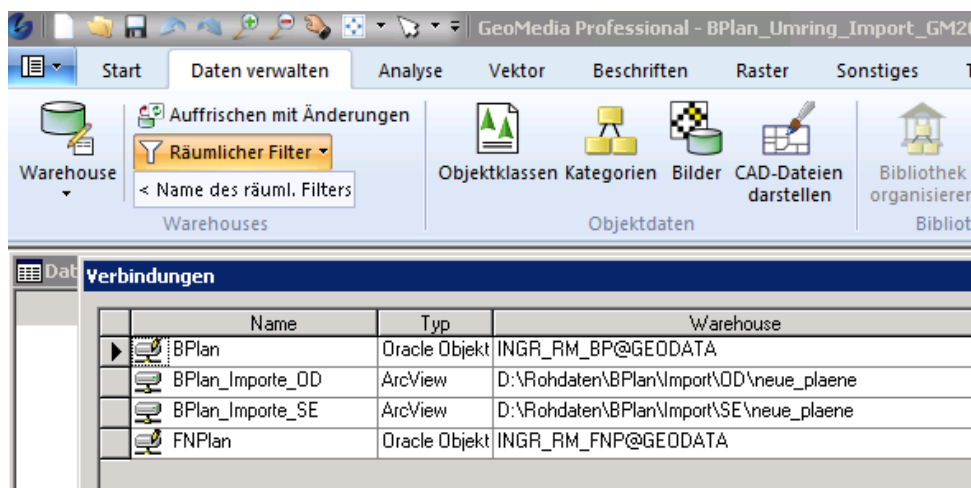 GeoMedia Professional - BPlan_Umring_Import_GM20
Start Daten verwalten Analyse Vektor Beschriften Raster Sonstiges
Auffrischen mit Änderungen
Räumlicher Filter
Warehouse
< Name des räuml. Filters
Objektklassen Kategorien Bilder CAD-Dateien darstellen
Bibliothek organisieren
Warehouses Objektdaten Bibliot
Dat
Verbindungen
Name Typ Warehouse
BPlan Oracle Objekt INGR_RM_BP@GEODATA
BPlan_Importe_OD ArcView D:\Rohdaten\BPlan\Import\OD\neue_plaene
BPlan_Importe_SE ArcView D:\Rohdaten\BPlan\Import\SE\neue_plaene
FNPlan Oracle Objekt INGR_RM_FNP@GEODATA